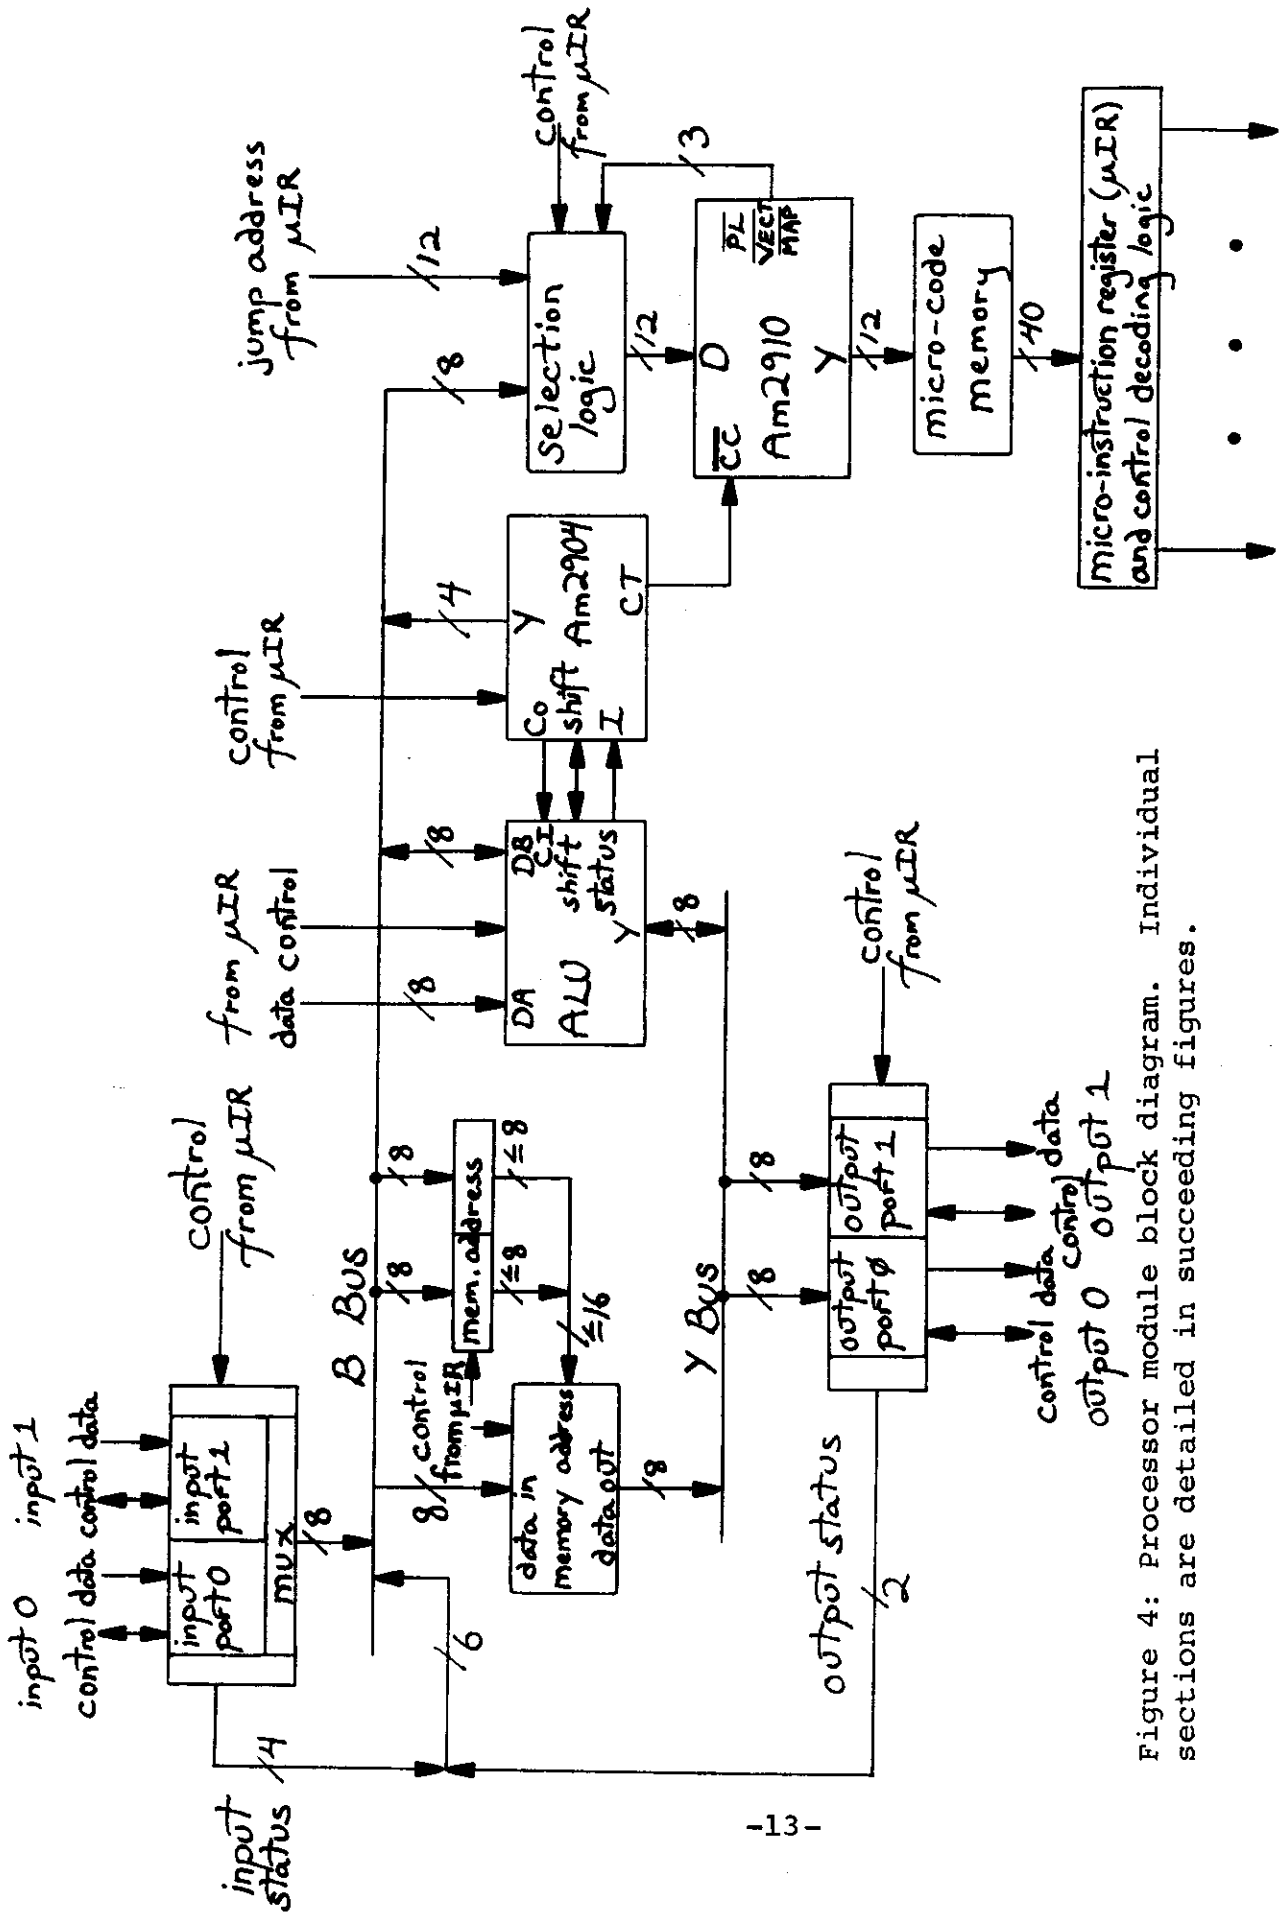 input 0
input 1
control data
control data
input
port 0
input
port 1
mux
8
control
from μIR
input
status
4
6
B Bus
8
8
8
mem. address
≤8
≤8
≤16
control
from μIR
data in
memory address
data out
8
from μIR
data control
8
8
DA
DB
CI
shift
status
ALU
Y
8
control
from μIR
4
Co
shift
I
Y
Am2904
CT
jump address
from μIR
8
12
control
from μIR
selection
logic
12
3
D
CC
PL
VECT
MAP
Am2910
Y
12
micro-code
memory
40
micro-instruction register (μIR)
and control decoding logic
• • •
Y Bus
8
8
output
port ø
output
port 1
control
from μIR
output status
2
control data
control data
output 0
output 1
Figure 4: Processor module block diagram. Individual
sections are detailed in succeeding figures.
-13-